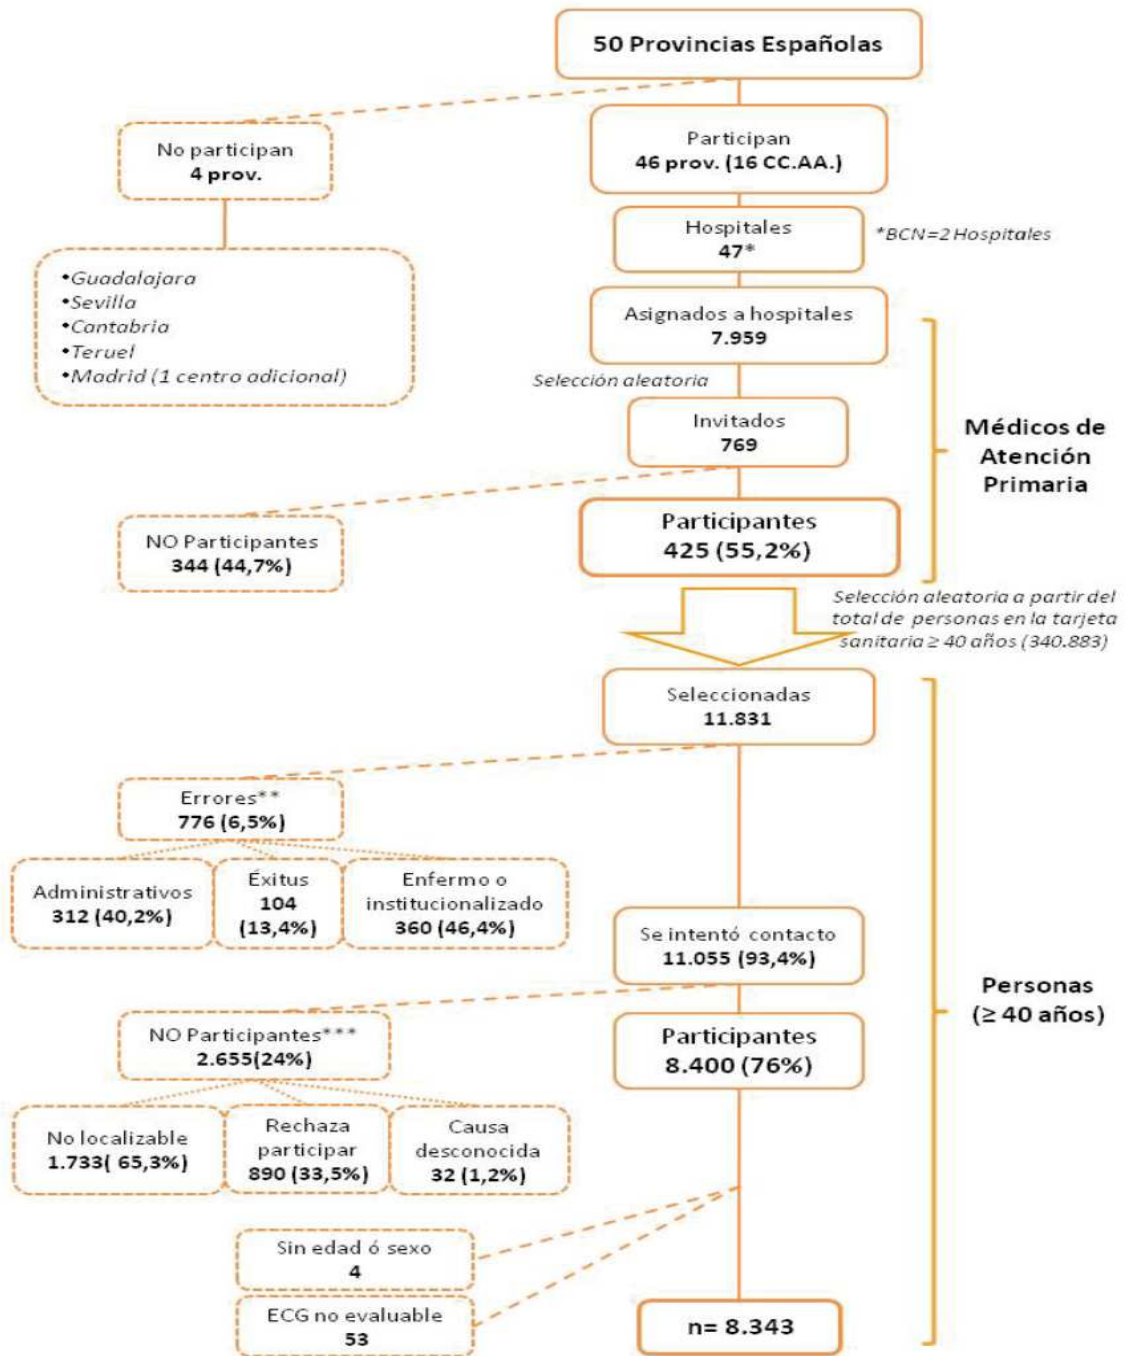 50 Provincias Españolas
No participan
4 prov.
Participan
46 prov. (16 CC.AA.)
Hospitales
47*
*BCN=2 Hospitales
•Guadalajara
•Sevilla
•Cantabria
•Teruel
•Madrid (1 centro adicional)
Asignados a hospitales
7.959
Selección aleatoria
Invitados
769
Médicos de
Atención
Primaria
NO Participantes
344 (44,7%)
Participantes
425 (55,2%)
Selección aleatoria a partir del
total de personas en la tarjeta
sanitaria ≥ 40 años (340.883)
Seleccionadas
11.831
Errores**
776 (6,5%)
Administrativos
312 (40,2%)
Éxitus
104
(13,4%)
Enfermo o
institucionalizado
360 (46,4%)
Se intentó contacto
11.055 (93,4%)
Personas
(≥ 40 años)
NO Participantes***
2.655(24%)
Participantes
8.400 (76%)
No localizable
1.733( 65,3%)
Rechaza
participar
890 (33,5%)
Causa
desconocida
32 (1,2%)
Sin edad ó sexo
4
ECG no evaluable
53
n= 8.343